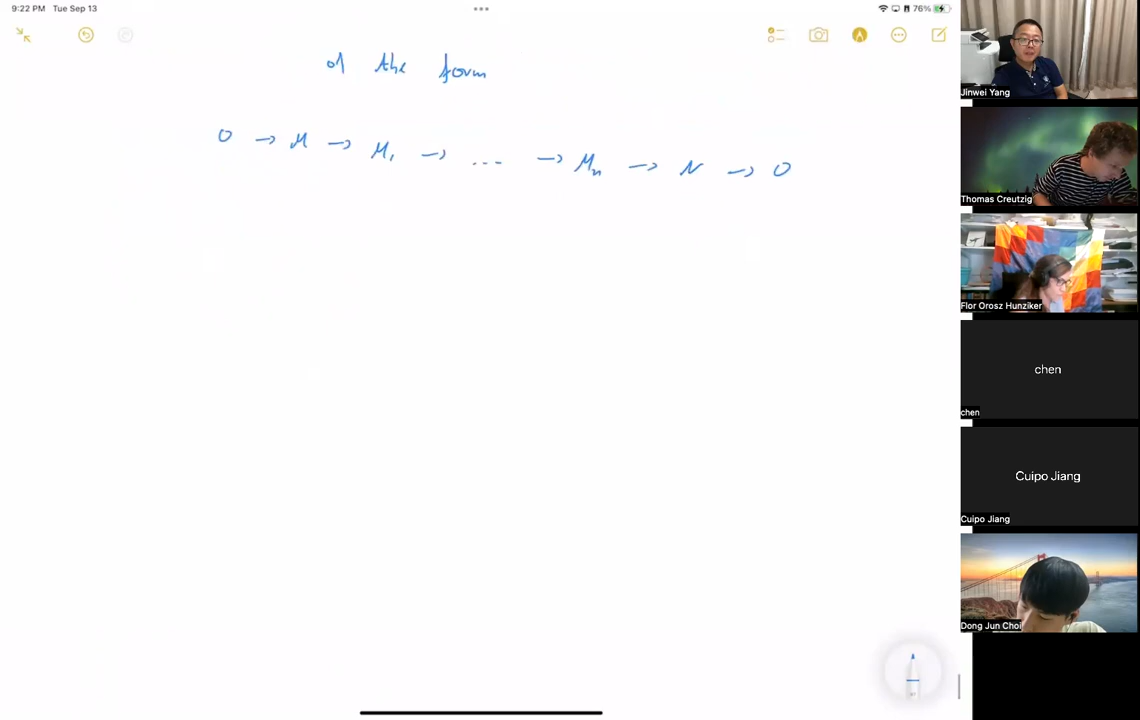 9:22 PM Tue Sep 13
76%
of the form
0 → M → M₁ → ... → Mₙ → N → 0
Jinwei Yang
Thomas Creutzig
Flor Orosz Hunziker
chen
chen
Cuipo Jiang
Cuipo Jiang
Dong Jun Choi